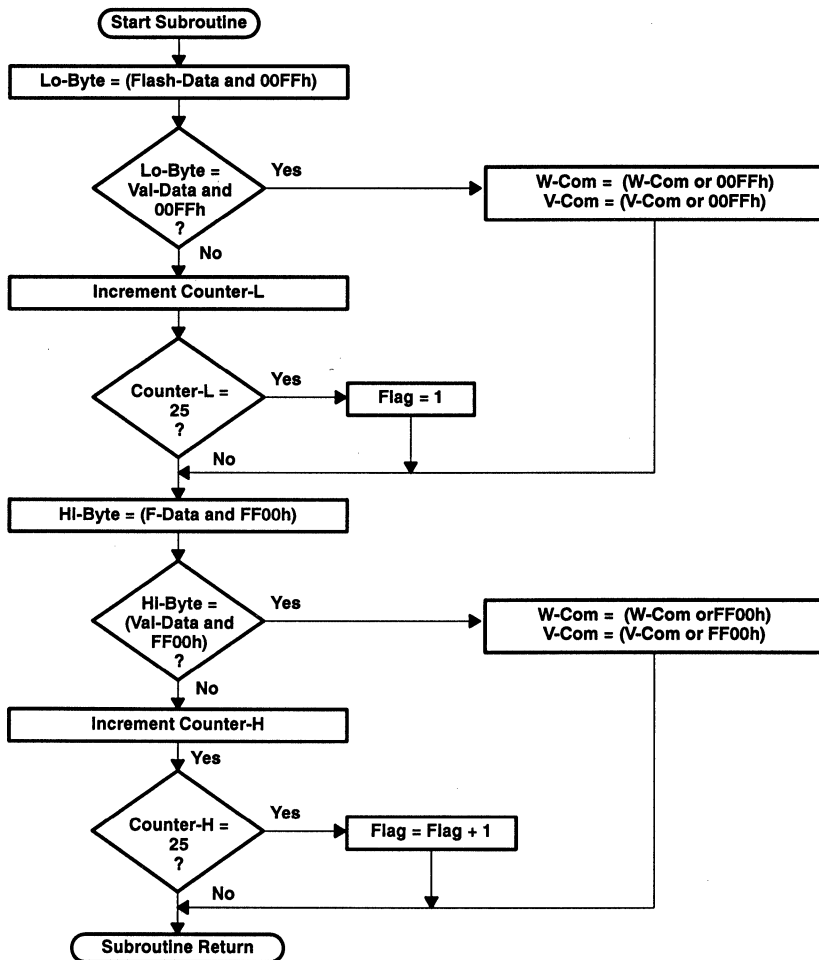 Start Subroutine
Lo-Byte = (Flash-Data and 00FFh)
Lo-Byte =
Val-Data and
00FFh
?
Yes
W-Com = (W-Com or 00FFh)
V-Com = (V-Com or 00FFh)
No
Increment Counter-L
Counter-L =
25
?
Yes
Flag = 1
No
Hi-Byte = (F-Data and FF00h)
Hi-Byte =
(Val-Data and
FF00h)
?
Yes
W-Com = (W-Com orFF00h)
V-Com = (V-Com or FF00h)
No
Increment Counter-H
Yes
Counter-H =
25
?
Yes
Flag = Flag + 1
No
Subroutine Return